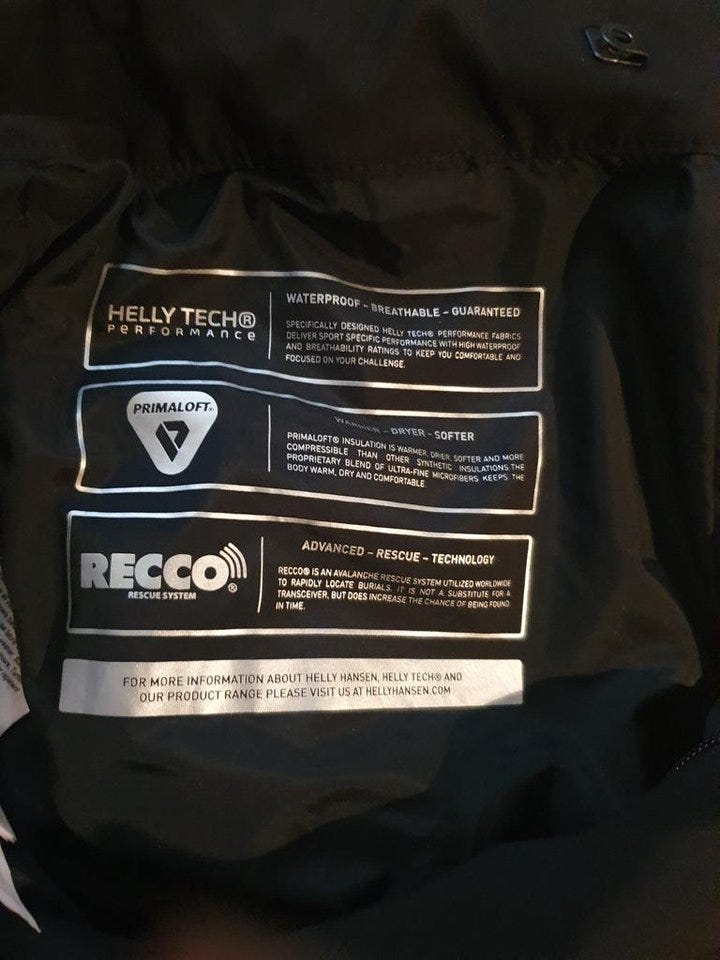 HELLY TECH®
PERFORMANCE
WATERPROOF - BREATHABLE - GUARANTEED
SPECIFICALLY DESIGNED HELLY TECH® PERFORMANCE FABRICS
DELIVER SPORT SPECIFIC PERFORMANCE WITH HIGH WATERPROOF
AND BREATHABILITY RATINGS TO KEEP YOU COMFORTABLE AND
FOCUSED ON YOUR CHALLENGE.
PRIMALOFT®
WARMER - DRYER - SOFTER
PRIMALOFT® INSULATION IS WARMER, DRIER, SOFTER AND MORE
COMPRESSIBLE THAN OTHER SYNTHETIC INSULATIONS.THE
PROPRIETARY BLEND OF ULTRA-FINE MICROFIBERS KEEPS THE
BODY WARM, DRY AND COMFORTABLE.
RECCO®
RESCUE SYSTEM
ADVANCED - RESCUE - TECHNOLOGY
RECCO® IS AN AVALANCHE RESCUE SYSTEM UTILIZED WORLDWIDE
TO RAPIDLY LOCATE BURIALS. IT IS NOT A SUBSTITUTE FOR A
TRANSCEIVER, BUT DOES INCREASE THE CHANCE OF BEING FOUND
IN TIME.
FOR MORE INFORMATION ABOUT HELLY HANSEN, HELLY TECH® AND
OUR PRODUCT RANGE PLEASE VISIT US AT HELLYHANSEN.COM